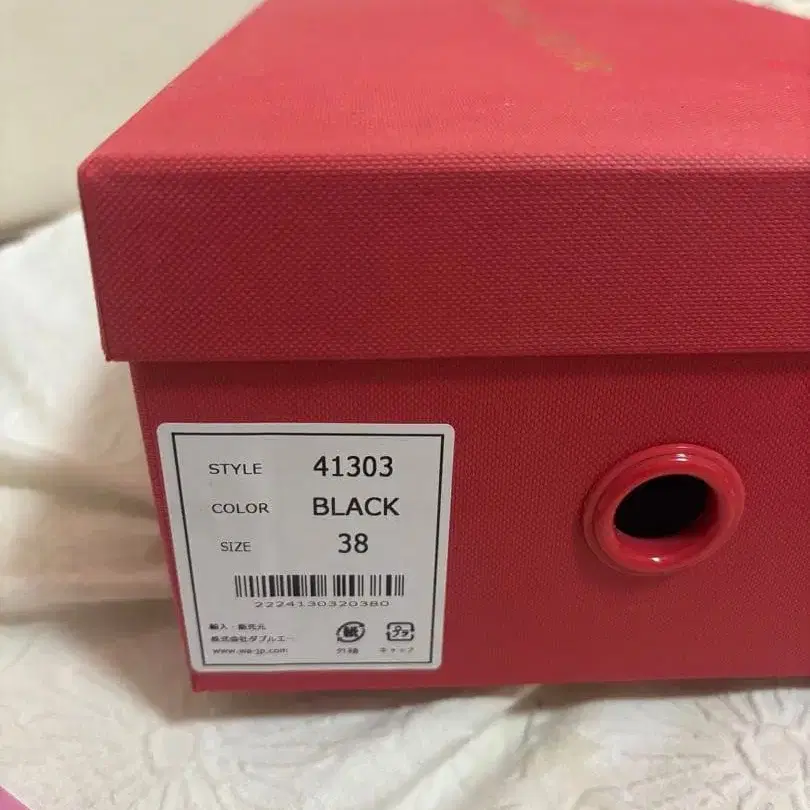 STYLE 41303
COLOR BLACK
SIZE 38
2224130320380
輸入・販売元
株式会社ダブルエー
www.wa-jp.com
紙
外箱
プラ
キャップ